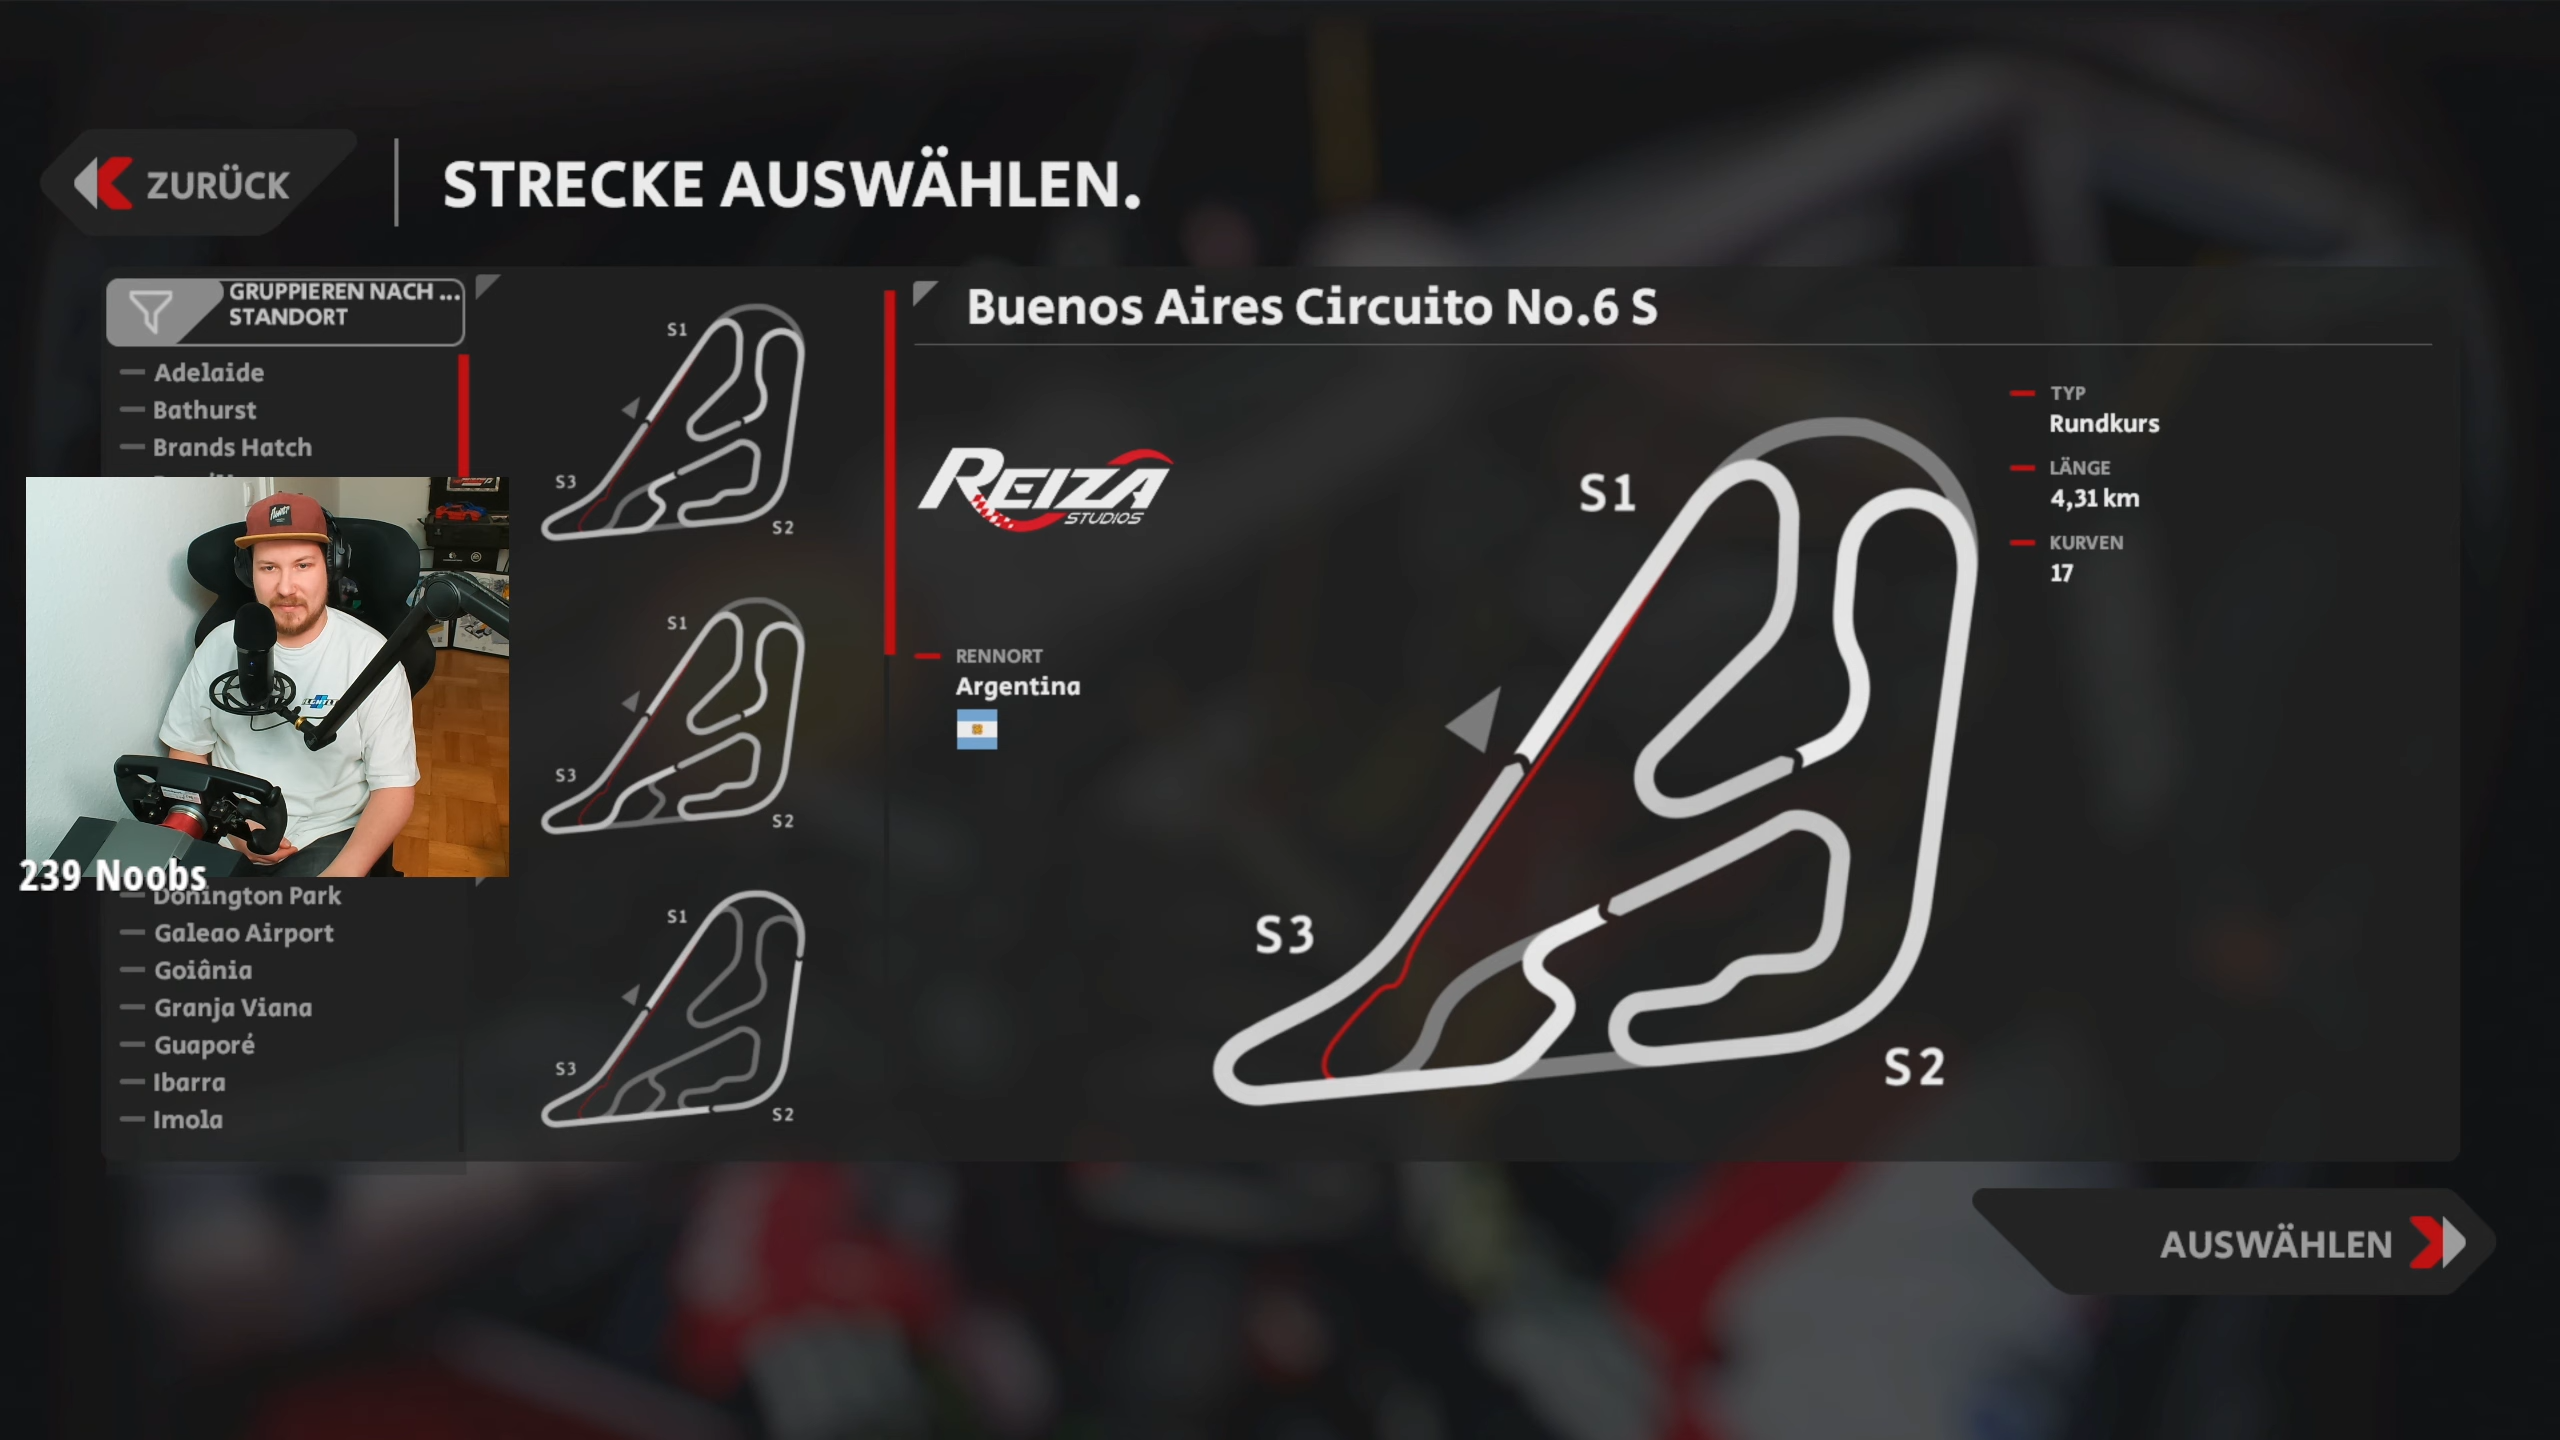 ZURÜCK
STRECKE AUSWÄHLEN.
GRUPPIEREN NACH ...
STANDORT
Adelaide
Bathurst
Brands Hatch
239 Noobs
Donington Park
Galeao Airport
Goiânia
Granja Viana
Guaporé
Ibarra
Imola
S1
S3
S2
S1
S3
S2
S1
S3
S2
Buenos Aires Circuito No.6 S
REIZA
STUDIOS
RENNORT
Argentina
S1
S3
S2
TYP
Rundkurs
LÄNGE
4,31 km
KURVEN
17
AUSWÄHLEN